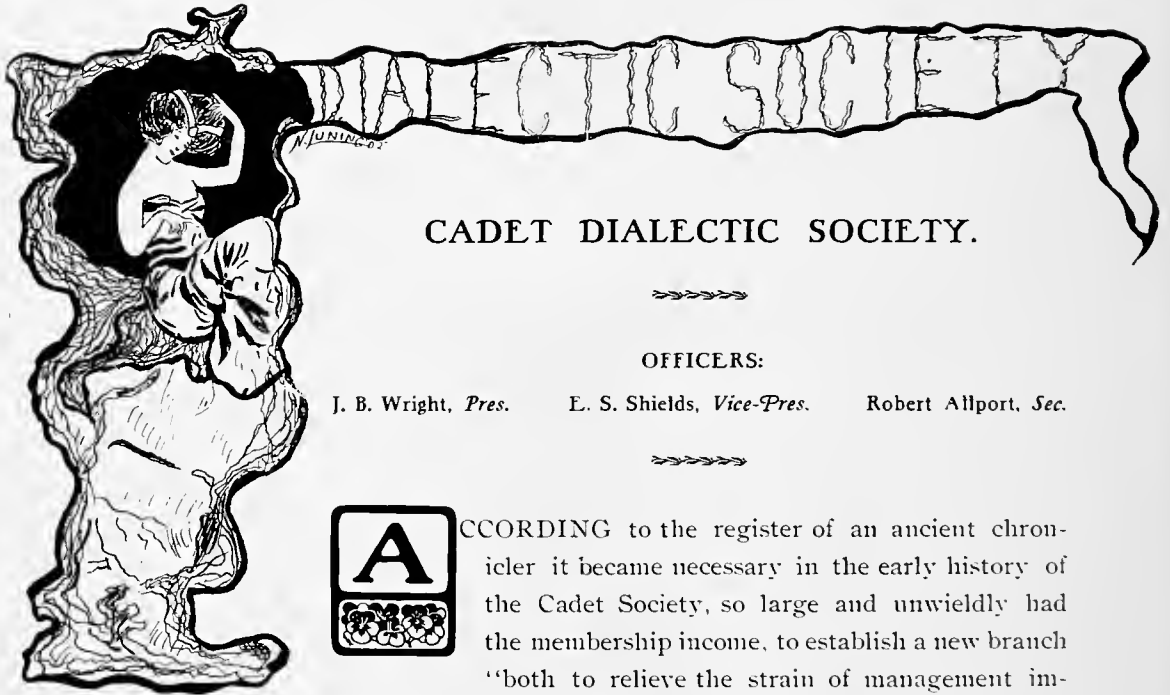 DIALECTIC SOCIETY
N. LUNING 02
CADET DIALECTIC SOCIETY.
OFFICERS:
J. B. Wright, Pres. E. S. Shields, Vice-Pres. Robert Allport, Sec.
ACCORDING to the register of an ancient chron-
icler it became necessary in the early history of
the Cadet Society, so large and unwieldly had
the membership income, to establish a new branch
“both to relieve the strain of management im-